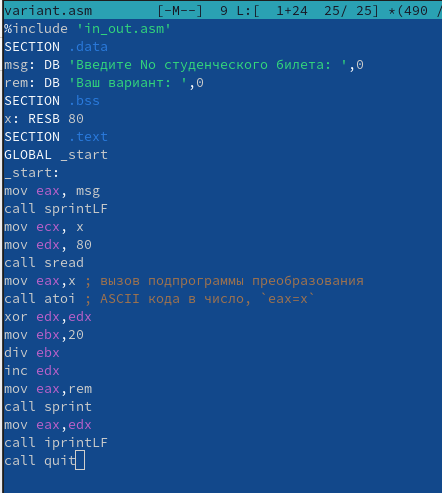 variant.asm        [-M--]  9 L:[  1+24  25/ 25] *(490 /
%include 'in_out.asm'
SECTION .data
msg: DB 'Введите No студенческого билета: ',0
rem: DB 'Ваш вариант: ',0
SECTION .bss
x: RESB 80
SECTION .text
GLOBAL _start
_start:
mov eax, msg
call sprintLF
mov ecx, x
mov edx, 80
call sread
mov eax,x ; вызов подпрограммы преобразования
call atoi ; ASCII кода в число, `eax=x`
xor edx,edx
mov ebx,20
div ebx
inc edx
mov eax,rem
call sprint
mov eax,edx
call iprintLF
call quit